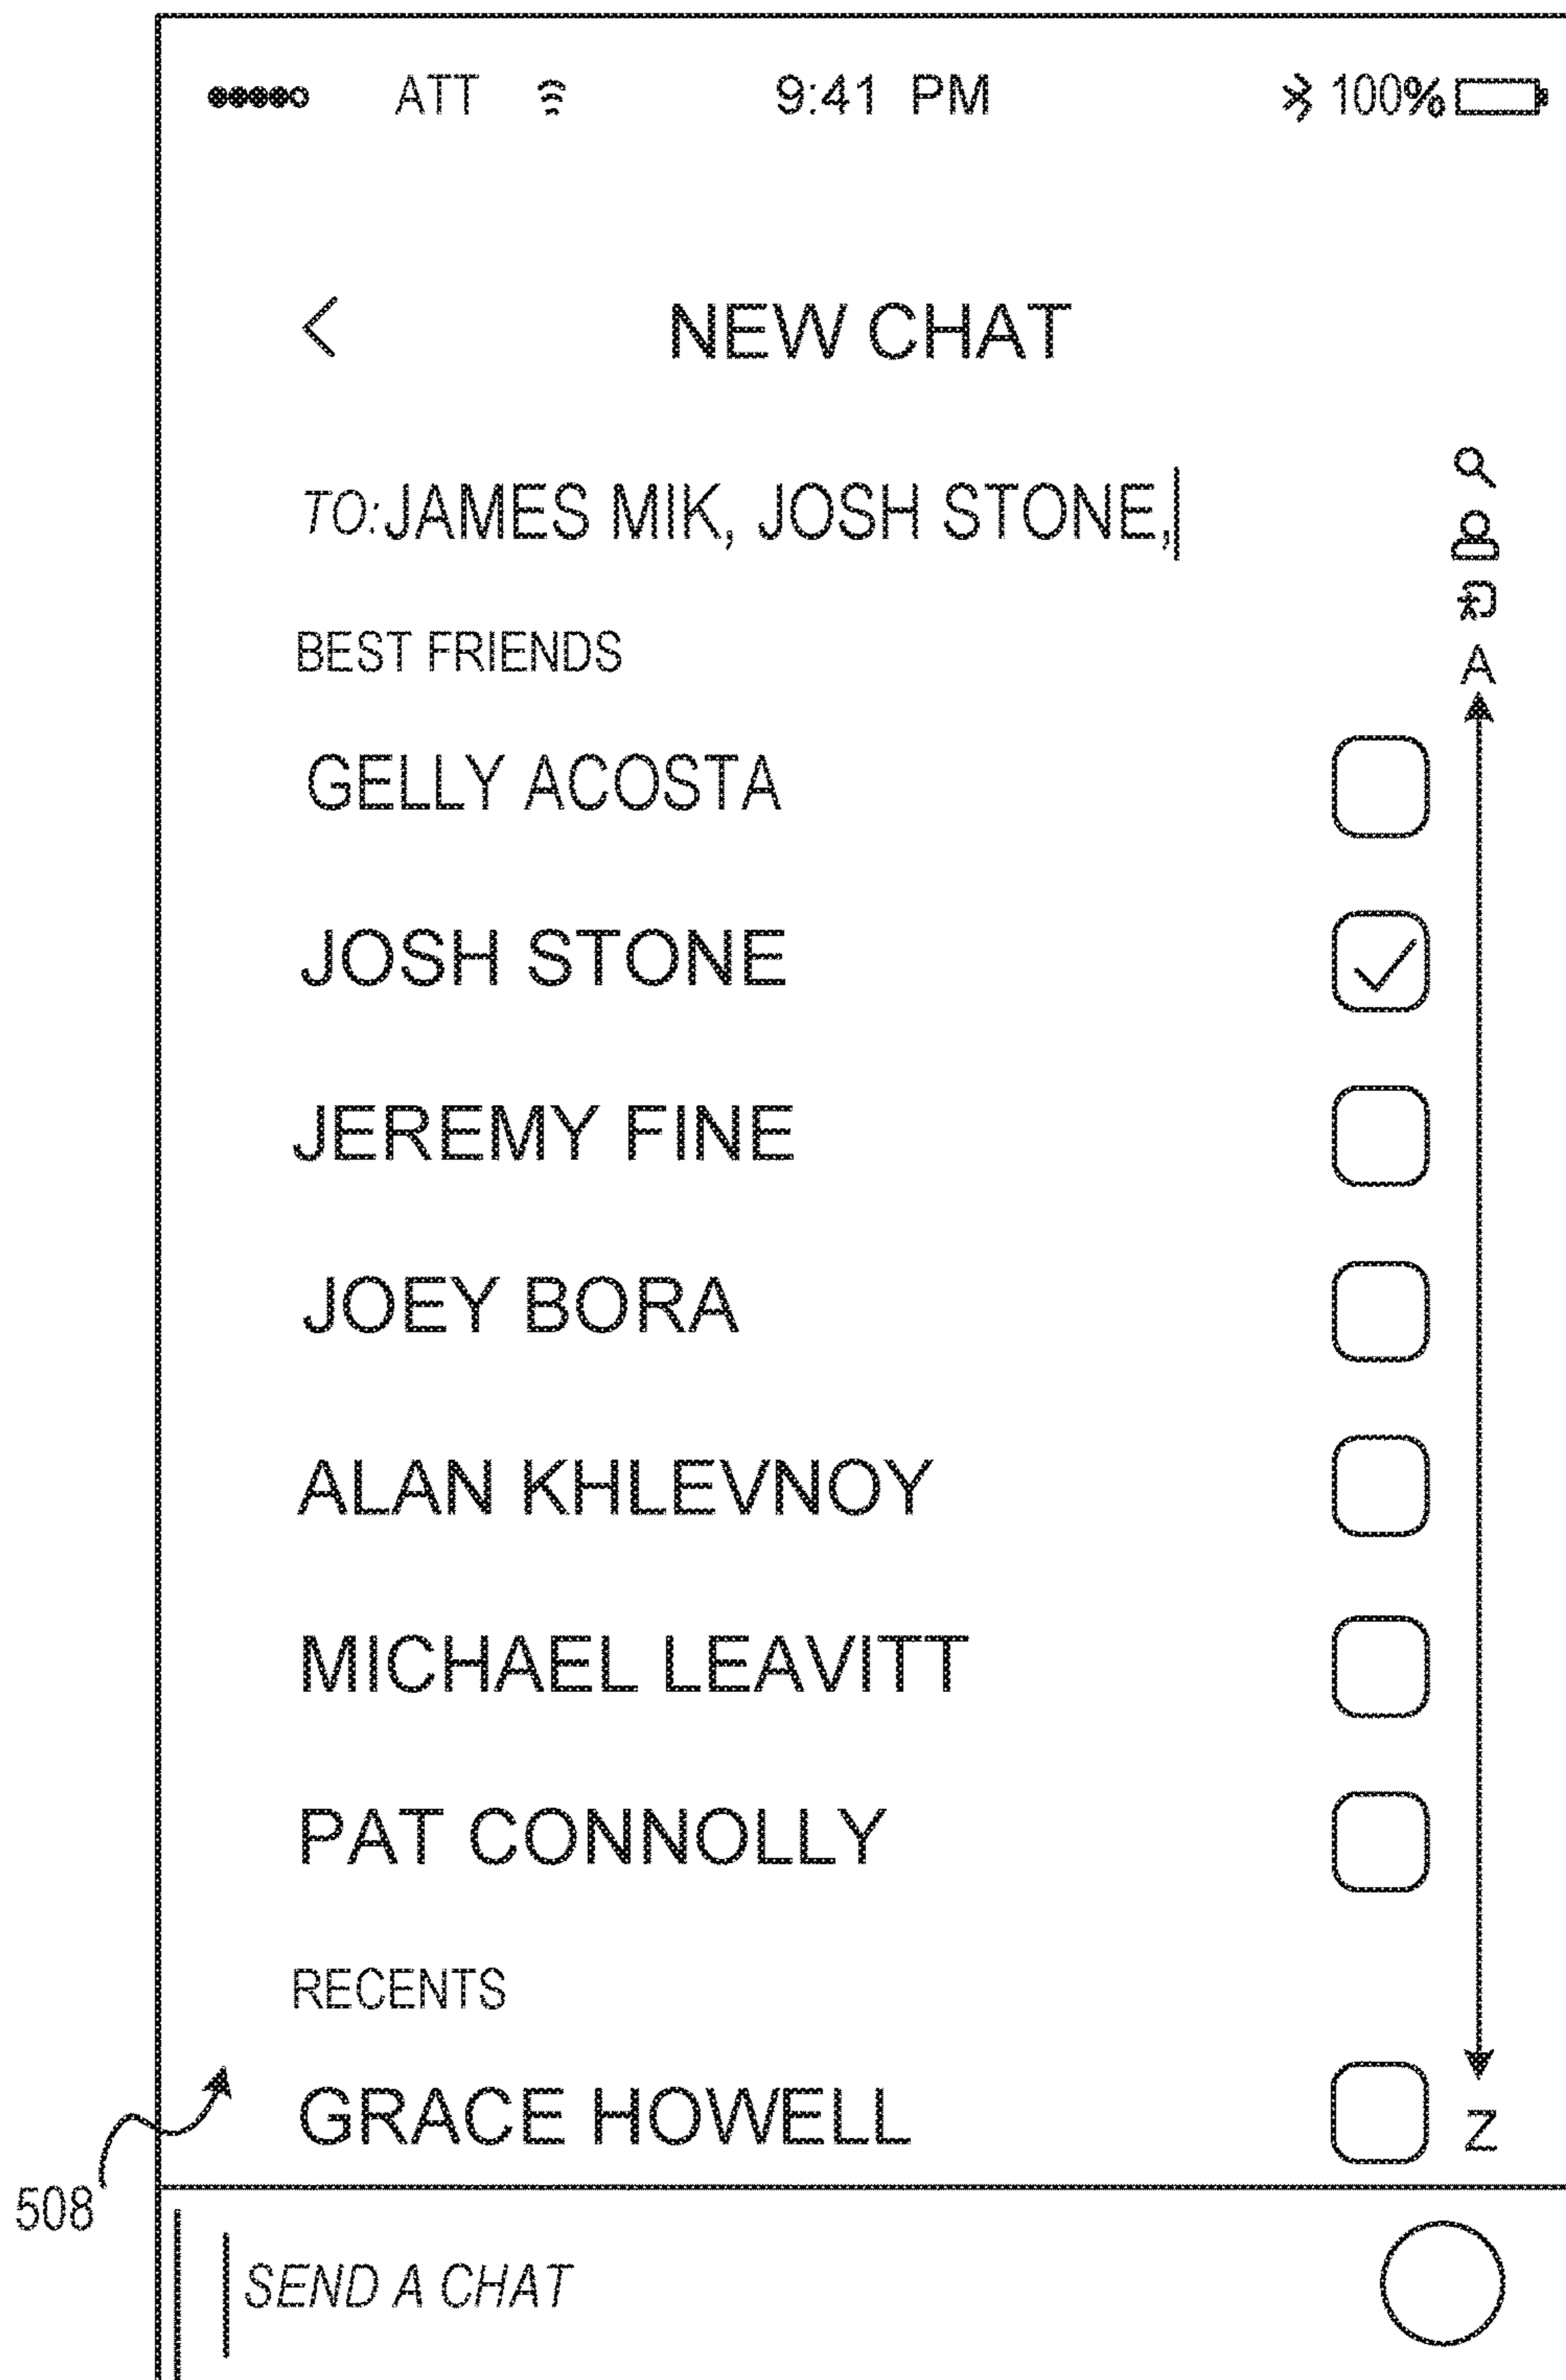 ATT 9:41 PM 100%
NEW CHAT
TO: JAMES MIK, JOSH STONE,
BEST FRIENDS
A
GELLY ACOSTA
JOSH STONE
JEREMY FINE
JOEY BORA
ALAN KHLEVNOY
MICHAEL LEAVITT
PAT CONNOLLY
RECENTS
GRACE HOWELL
Z
508
SEND A CHAT